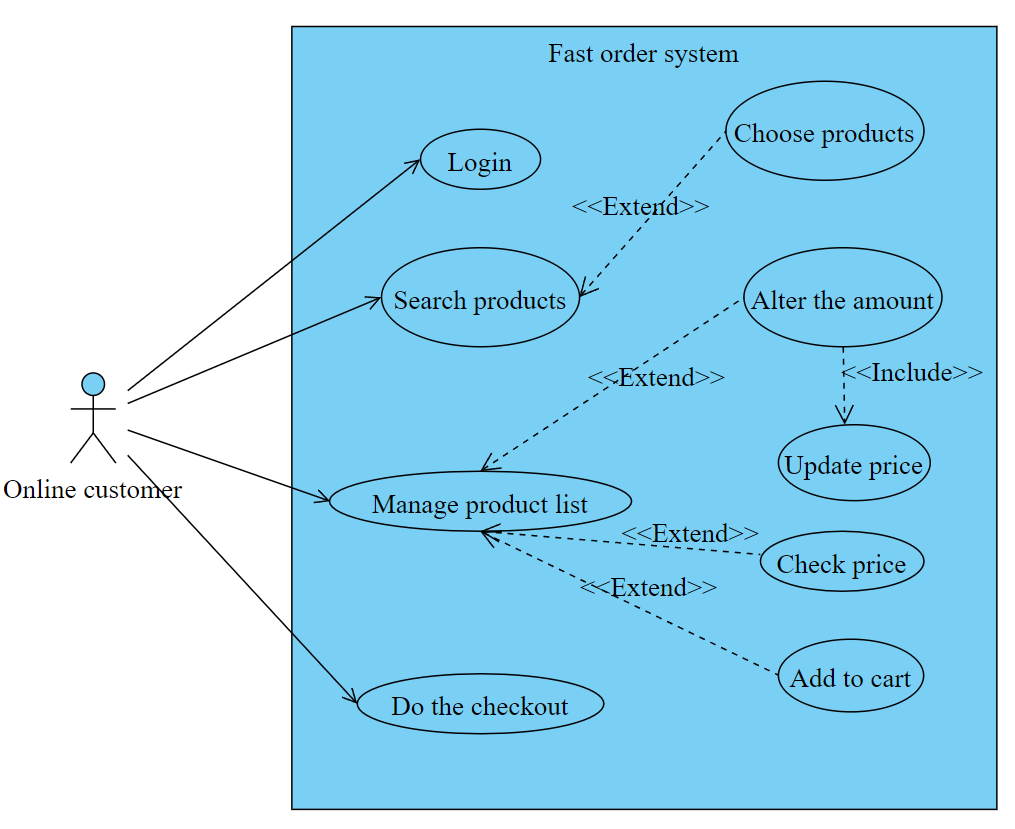 Fast order system
Choose products
Login
<<Extend>>
Search products
Alter the amount
<<Extend>>
<<Include>>
Update price
Online customer
Manage product list
<<Extend>>
Check price
<<Extend>>
Add to cart
Do the checkout